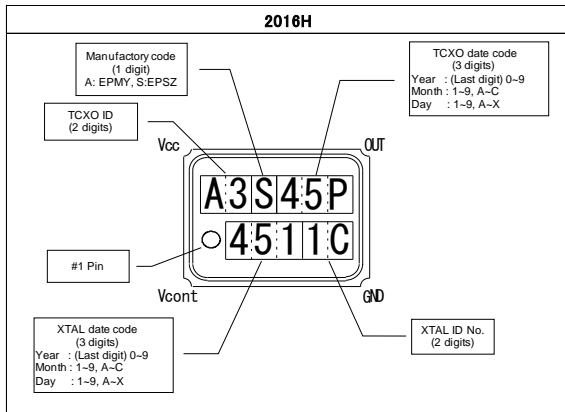 2016H
Manufactory code
(1 digit)
A: EPMY, S:EPSZ
TCXO date code
(3 digits)
Year : (Last digit) 0~9
Month : 1~9, A~C
Day : 1~9, A~X
TCXO ID
(2 digits)
Vcc
OUT
A3S45P
4511C
#1 Pin
Vcont
GND
XTAL date code
(3 digits)
Year : (Last digit) 0~9
Month : 1~9, A~C
Day : 1~9, A~X
XTAL ID No.
(2 digits)